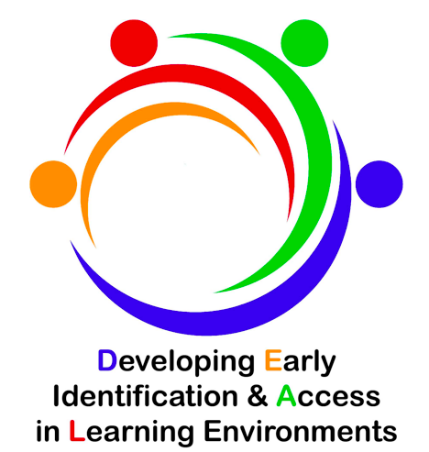 Developing Early
Identification & Access
in Learning Environments